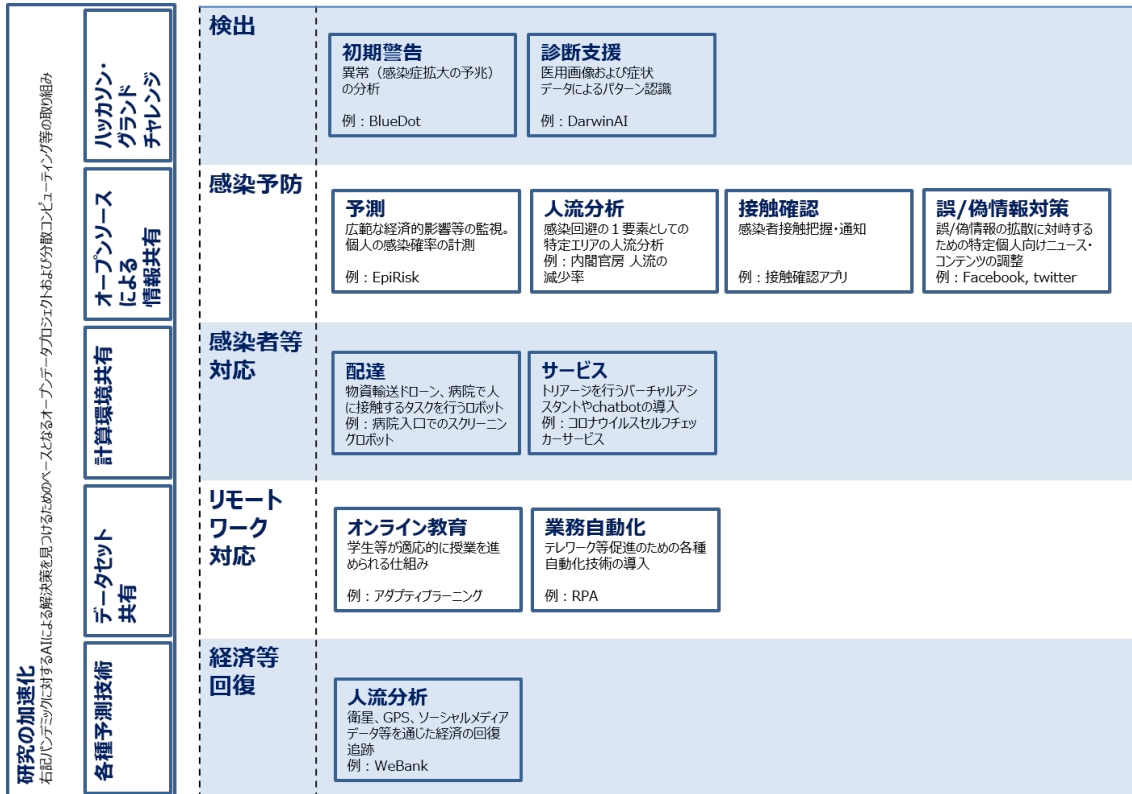 研究の加速化
右記パンデミックに対するAIによる解決策を見つけるためのベースとなるオープンデータプロジェクトおよび分散コンピューティング等の取り組み
ハッカソン・
グランド
チャレンジ
オープンソース
による
情報共有
計算環境共有
データセット
共有
各種予測技術
検出
初期警告
異常（感染症拡大の予兆）
の分析
例：BlueDot
診断支援
医用画像および症状
データによるパターン認識
例：DarwinAI
感染予防
予測
広範な経済的影響等の監視。
個人の感染確率の計測
例：EpiRisk
人流分析
感染回避の１要素としての
特定エリアの人流分析
例：内閣官房 人流の
減少率
接触確認
感染者接触把握・通知
例：接触確認アプリ
誤/偽情報対策
誤/偽情報の拡散に対峙する
ための特定個人向けニュース・
コンテンツの調整
例：Facebook, twitter
感染者等
対応
配達
物資輸送ドローン、病院で人
に接触するタスクを行うロボット
例：病院入口でのスクリーニン
グロボット
サービス
トリアージを行うバーチャルアシ
スタントやchatbotの導入
例：コロナウイルスセルフチェッ
カーサービス
リモート
ワーク
対応
オンライン教育
学生等が適応的に授業を進
められる仕組み
例：アダプティブラーニング
業務自動化
テレワーク等促進のための各種
自動化技術の導入
例：RPA
経済等
回復
人流分析
衛星、GPS、ソーシャルメディア
データ等を通じた経済の回復
追跡
例：WeBank